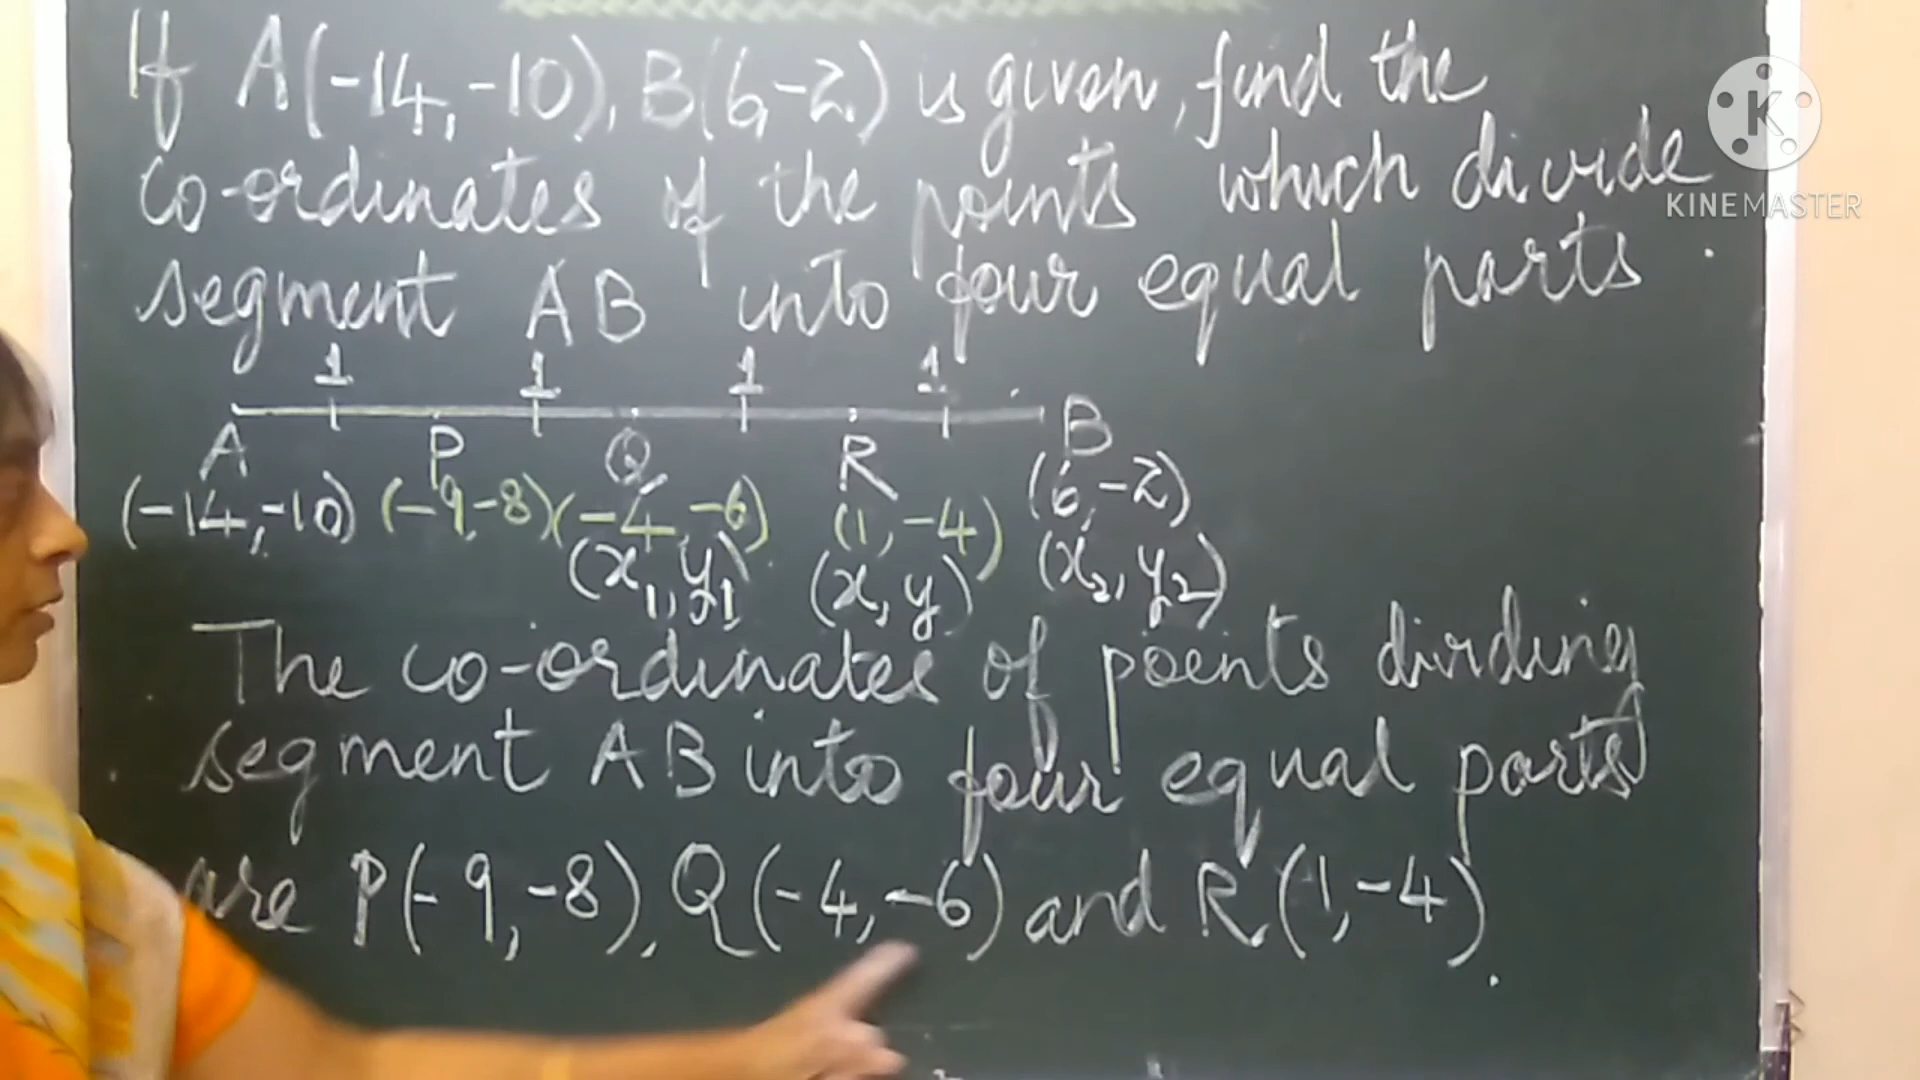 If A(-14, -10), B(6, -2) is given, find the
co-ordinates of the points which divide
segment AB into four equal parts.
1 1 1 1
A P Q R B
(-14, -10) (-9, -8) (-4, -6) (1, -4) (6, -2)
(x₁, y₁) (x, y) (x₂, y₂)
The co-ordinates of points dividing
segment AB into four equal parts
are P(-9, -8), Q(-4, -6) and R(1, -4).
K
KINEMASTER